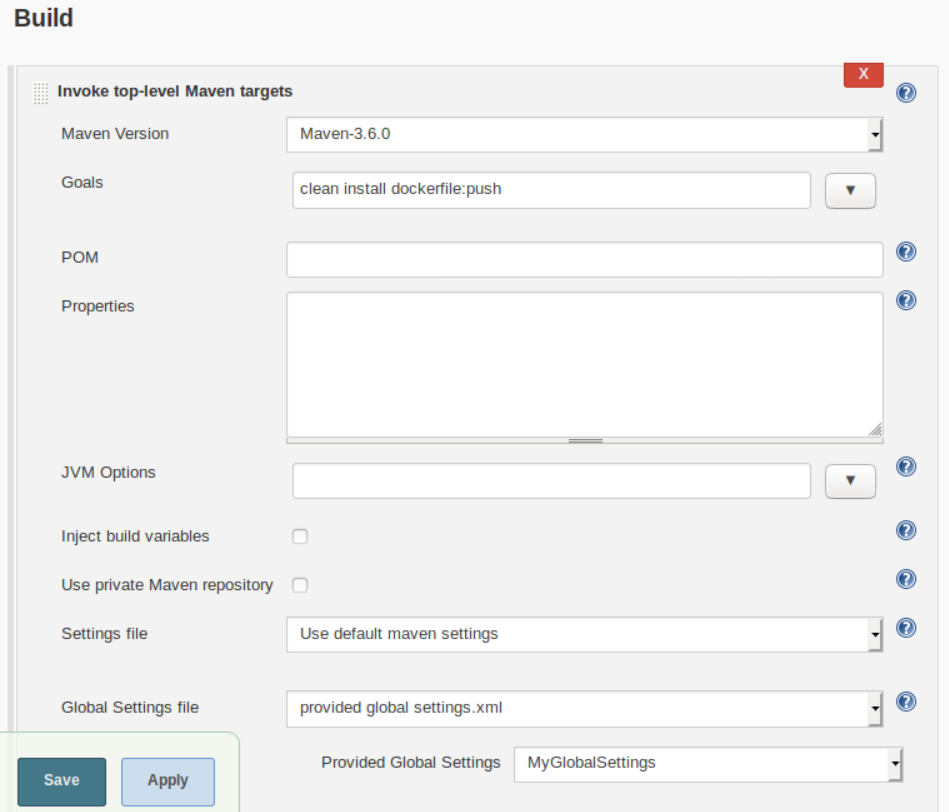 Build
X
Invoke top-level Maven targets
Maven Version Maven-3.6.0
Goals clean install dockerfile:push
POM
Properties
JVM Options
Inject build variables
Use private Maven repository
Settings file Use default maven settings
Global Settings file provided global settings.xml
Provided Global Settings MyGlobalSettings
Save Apply